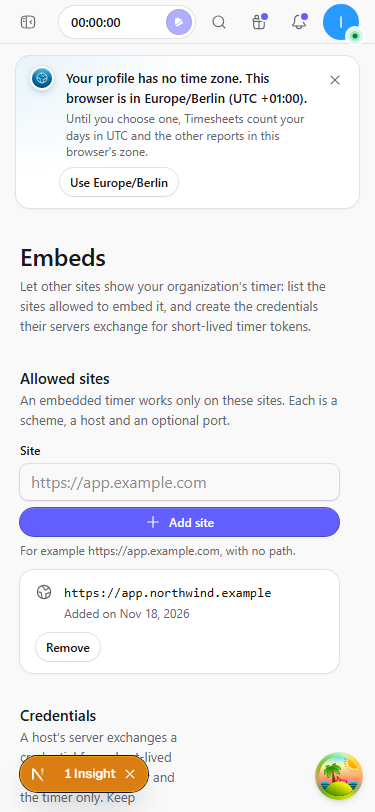 00:00:00
I
Your profile has no time zone. This
browser is in Europe/Berlin (UTC +01:00).
Until you choose one, Timesheets count your
days in UTC and the other reports in this
browser's zone.
Use Europe/Berlin
Embeds
Let other sites show your organization's timer: list the
sites allowed to embed it, and create the credentials
their servers exchange for short-lived timer tokens.
Allowed sites
An embedded timer works only on these sites. Each is a
scheme, a host and an optional port.
Site
https://app.example.com
Add site
For example https://app.example.com, with no path.
https://app.northwind.example
Added on Nov 18, 2026
Remove
Credentials
A host's server exchanges a
and
N 1 Insight
the timer only. Keep